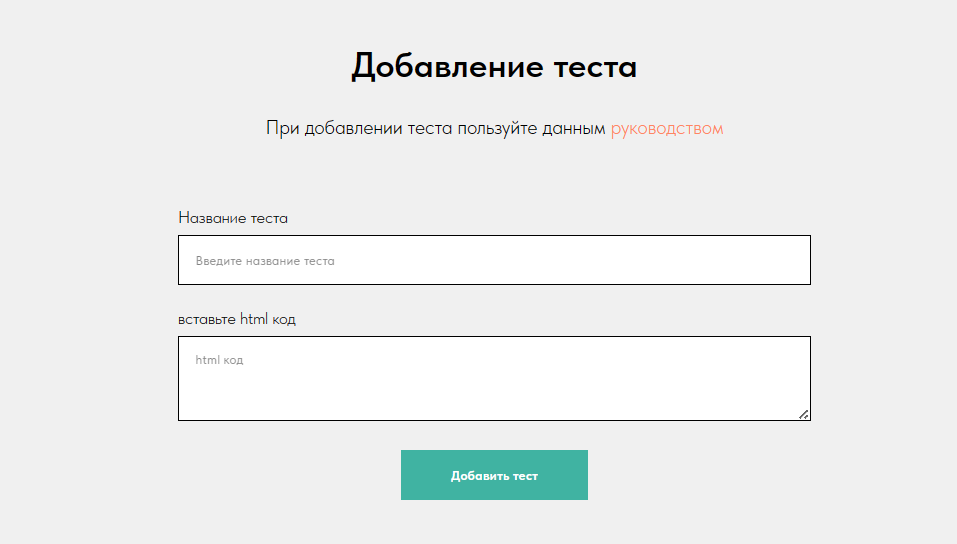 Добавление теста
При добавлении теста пользуйте данным руководством
Название теста
Введите название теста
вставьте html код
html код
Добавить тест